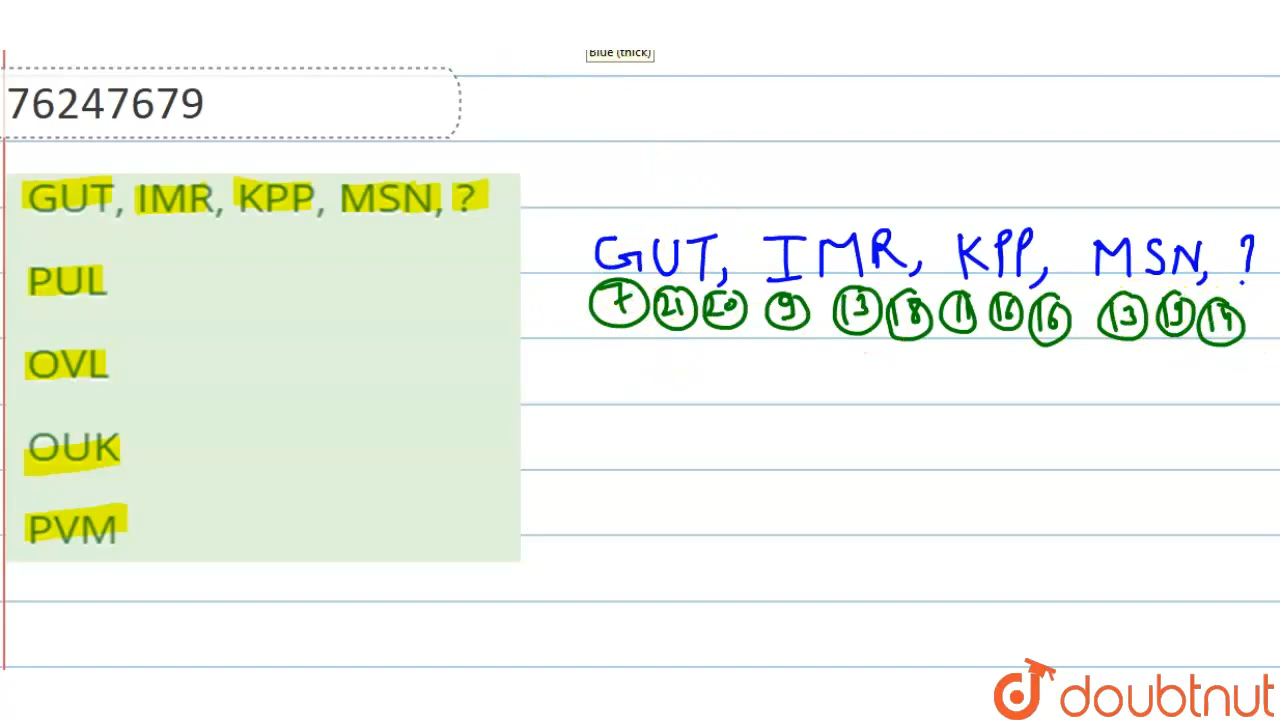 Blue (thick)
76247679
GUT, IMR, KPP, MSN, ?
PUL
OVL
OUK
PVM
GUT, IMR, KPP, MSN, ?
7 21 20 9 13 18 11 16 16 13 19 14
doubtnut